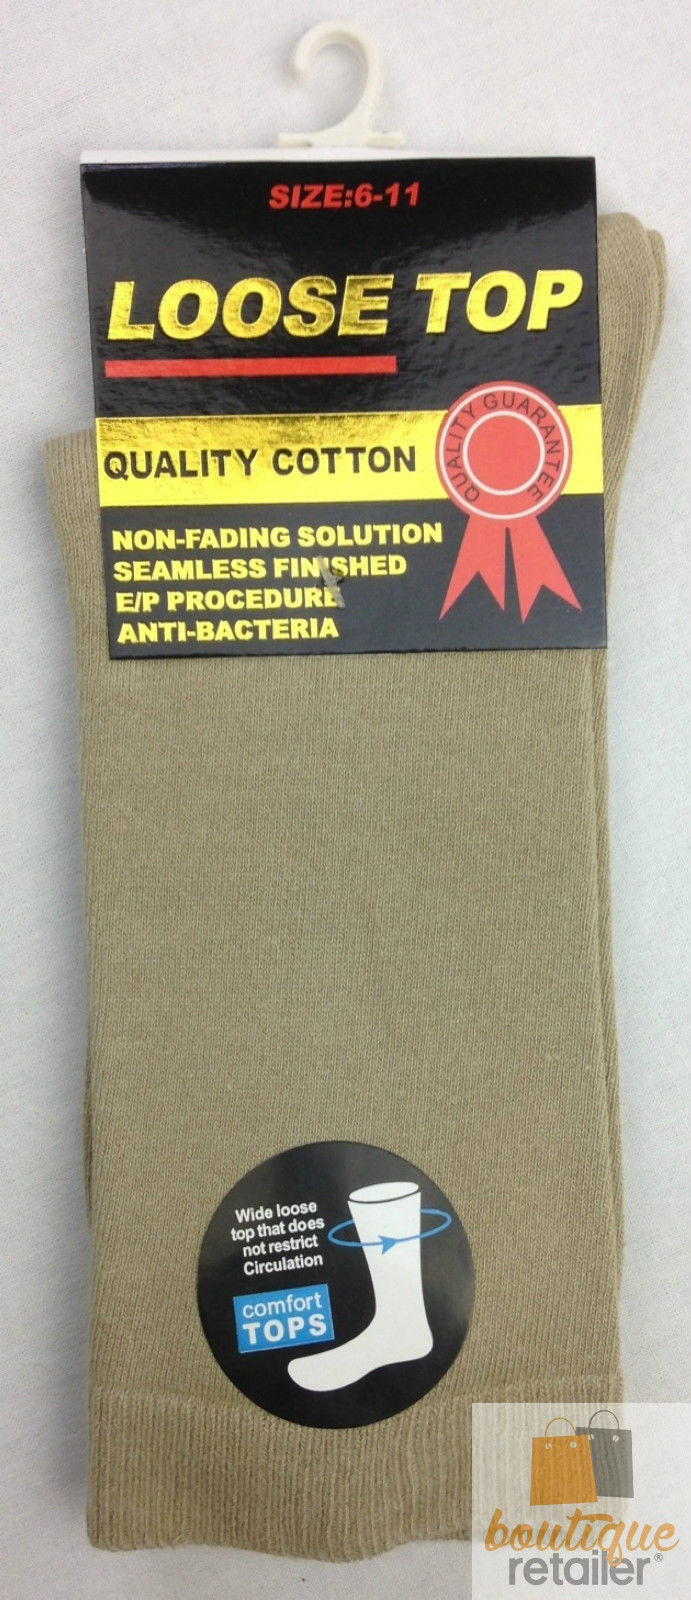 SIZE:6-11
LOOSE TOP
QUALITY COTTON
QUALITY GUARANTEE
NON-FADING SOLUTION
SEAMLESS FINISHED
E/P PROCEDURE
ANTI-BACTERIA
Wide loose
top that does
not restrict
Circulation
comfort
TOPS
boutique
retailer®